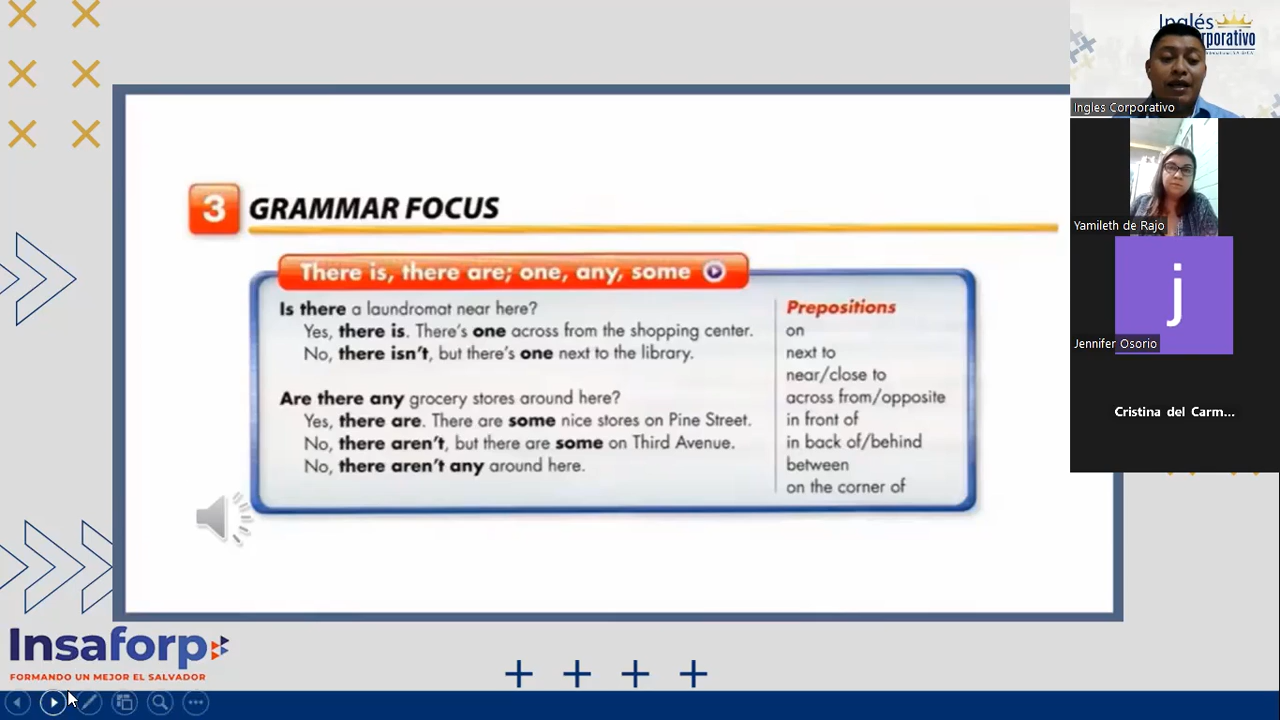 3 GRAMMAR FOCUS
There is, there are; one, any, some
Is there a laundromat near here?
Yes, there is. There's one across from the shopping center.
No, there isn't, but there's one next to the library.
Are there any grocery stores around here?
Yes, there are. There are some nice stores on Pine Street.
No, there aren't, but there are some on Third Avenue.
No, there aren't any around here.
Prepositions
on
next to
near/close to
across from/opposite
in front of
in back of/behind
between
on the corner of
Insaforp
FORMANDO UN MEJOR EL SALVADOR
Inglés
Ingles Corporativo
Yamileth de Rajo
j
Jennifer Osorio
Cristina del Carm...